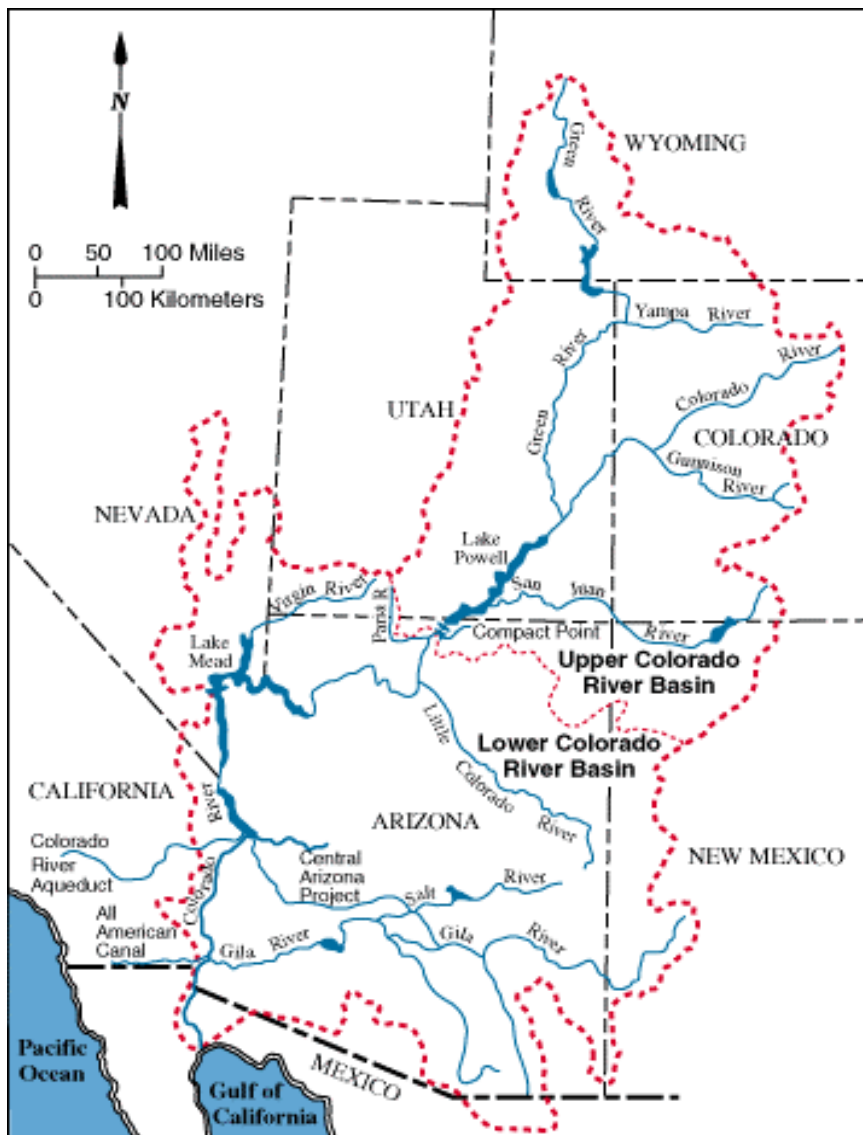 N
WYOMING
Green
River
0 50 100 Miles
0 100 Kilometers
Yampa River
Green River
Colorado River
UTAH
COLORADO
Gunnison River
NEVADA
Lake
Powell
San Juan River
Virgin River
Paria R
Compact Point
Lake
Mead
Upper Colorado
River Basin
Little Colorado River
Lower Colorado
River Basin
CALIFORNIA
Colorado River
ARIZONA
NEW MEXICO
Colorado
River
Aqueduct
Central
Arizona
Project
Salt River
All
American
Canal
Gila River
Gila River
MEXICO
Pacific
Ocean
Gulf of
California